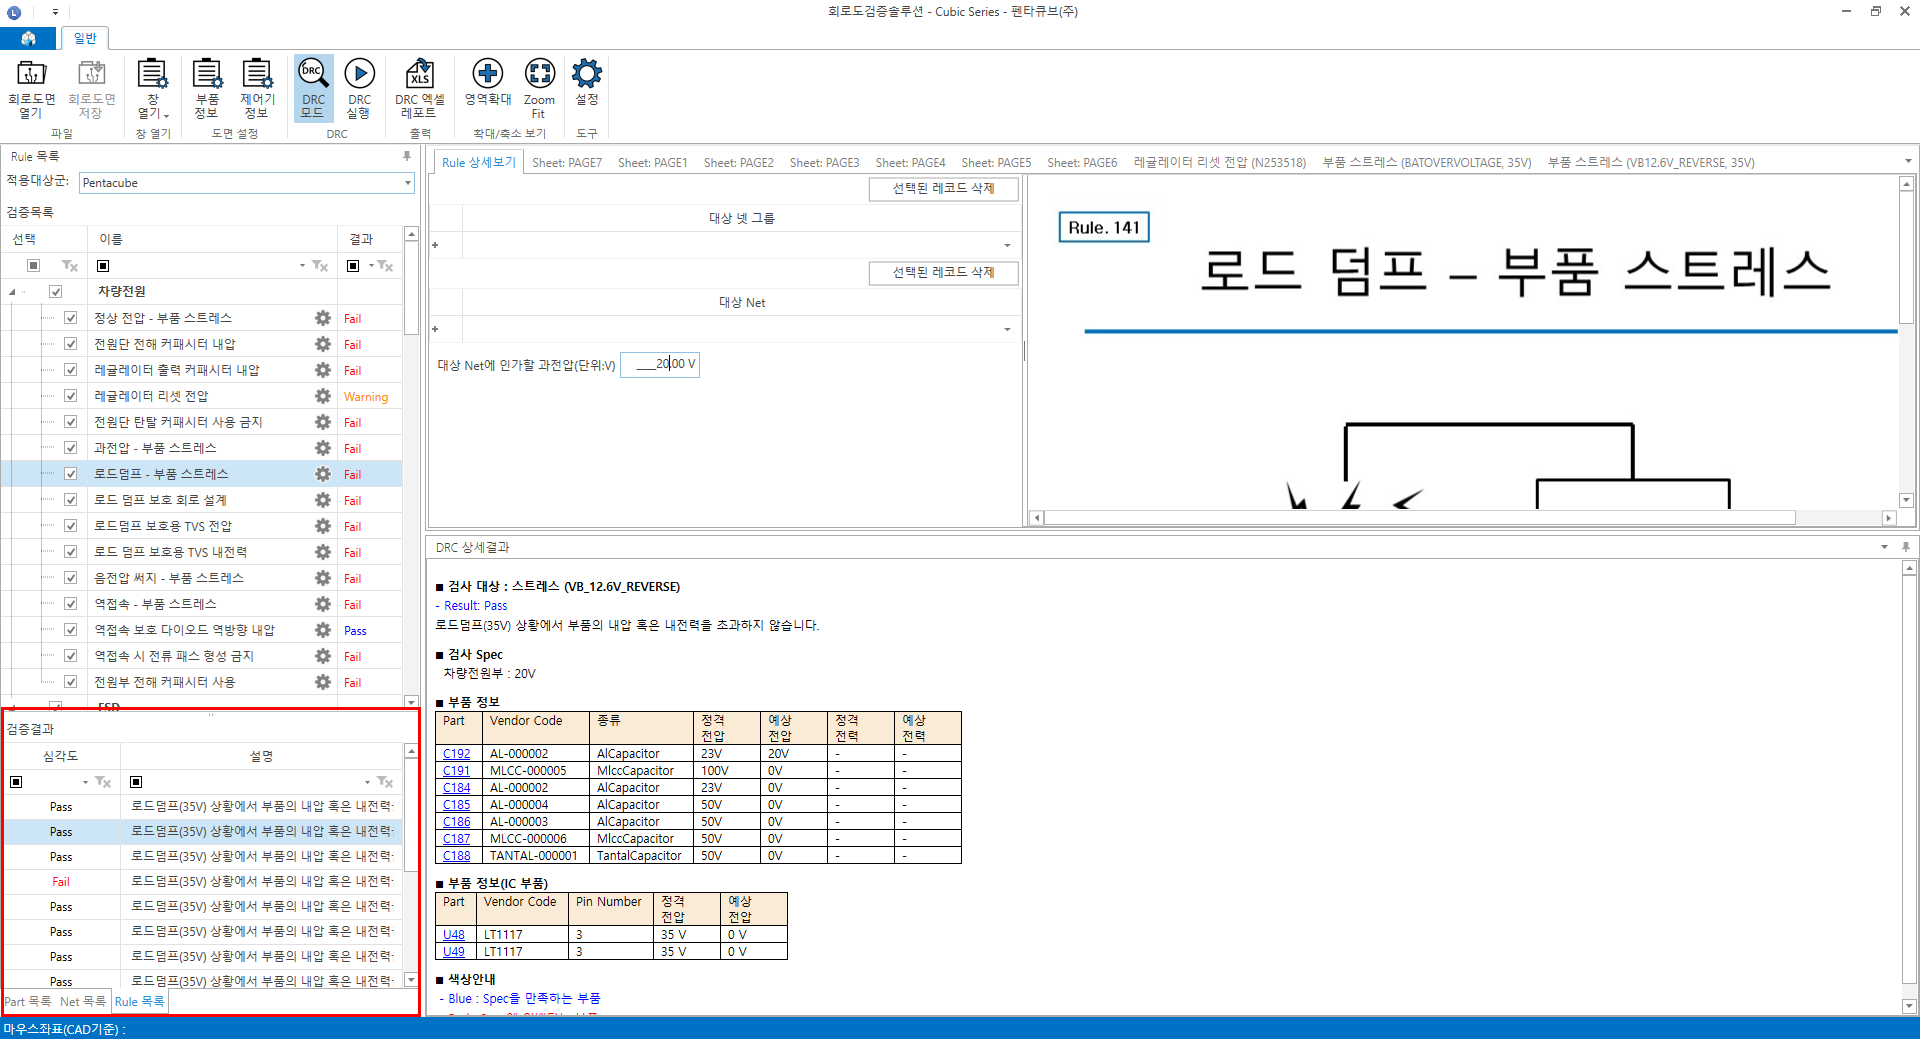 회로도검증솔루션 - Cubic Series - 펜타큐브(주)
일반
회로도면 열기
회로도면 저장
창 열기
부품 정보
제어기 정보
DRC 모드
DRC 실행
XLS
DRC 엑셀 레포트
영역확대
Zoom Fit
설정
파일
창 열기
도면 설정
DRC
출력
확대/축소 보기
도구
Rule 목록
적용대상군:
Pentacube
검증목록
선택 이름 결과
차량전원
정상 전압 - 부품 스트레스 Fail
전원단 전해 커패시터 내압 Fail
레귤레이터 출력 커패시터 내압 Fail
레귤레이터 리셋 전압 Warning
전원단 탄탈 커패시터 사용 금지 Fail
과전압 - 부품 스트레스 Fail
로드덤프 - 부품 스트레스 Fail
로드 덤프 보호 회로 설계 Fail
로드덤프 보호용 TVS 전압 Fail
로드 덤프 보호용 TVS 내전력 Fail
음전압 써지 - 부품 스트레스 Fail
역접속 - 부품 스트레스 Fail
역접속 보호 다이오드 역방향 내압 Pass
역접속 시 전류 패스 형성 금지 Fail
전원부 전해 커패시터 사용 Fail
ESD
검증결과
심각도 설명
Pass 로드덤프(35V) 상황에서 부품의 내압 혹은 내전력
Pass 로드덤프(35V) 상황에서 부품의 내압 혹은 내전력
Pass 로드덤프(35V) 상황에서 부품의 내압 혹은 내전력
Fail 로드덤프(35V) 상황에서 부품의 내압 혹은 내전력
Pass 로드덤프(35V) 상황에서 부품의 내압 혹은 내전력
Pass 로드덤프(35V) 상황에서 부품의 내압 혹은 내전력
Pass 로드덤프(35V) 상황에서 부품의 내압 혹은 내전력
Pass 로드덤프(35V) 상황에서 부품의 내압 혹은 내전력
Part 목록 Net 목록 Rule 목록
마우스좌표(CAD기준) :
Rule 상세보기 Sheet: PAGE7 Sheet: PAGE1 Sheet: PAGE2 Sheet: PAGE3 Sheet: PAGE4 Sheet: PAGE5 Sheet: PAGE6 레귤레이터 리셋 전압 (N253518) 부품 스트레스 (BATOVERVOLTAGE, 35V) 부품 스트레스 (VB12.6V_REVERSE, 35V)
선택된 레코드 삭제
대상 넷 그룹
선택된 레코드 삭제
대상 Net
대상 Net에 인가할 과전압(단위:V) ___20.00 V
Rule. 141
로드 덤프 – 부품 스트레스
DRC 상세결과
■ 검사 대상 : 스트레스 (VB_12.6V_REVERSE)
- Result: Pass
로드덤프(35V) 상황에서 부품의 내압 혹은 내전력을 초과하지 않습니다.
■ 검사 Spec
차량전원부 : 20V
■ 부품 정보
Part Vendor Code 종류 정격 전압 예상 전압 정격 전력 예상 전력
C192 AL-000002 AlCapacitor 23V 20V - -
C191 MLCC-000005 MlccCapacitor 100V 0V - -
C184 AL-000002 AlCapacitor 23V 0V - -
C185 AL-000004 AlCapacitor 50V 0V - -
C186 AL-000003 AlCapacitor 50V 0V - -
C187 MLCC-000006 MlccCapacitor 50V 0V - -
C188 TANTAL-000001 TantalCapacitor 50V 0V - -
■ 부품 정보(IC 부품)
Part Vendor Code Pin Number 정격 전압 예상 전압
U48 LT1117 3 35 V 0 V
U49 LT1117 3 35 V 0 V
■ 색상안내
- Blue : Spec을 만족하는 부품